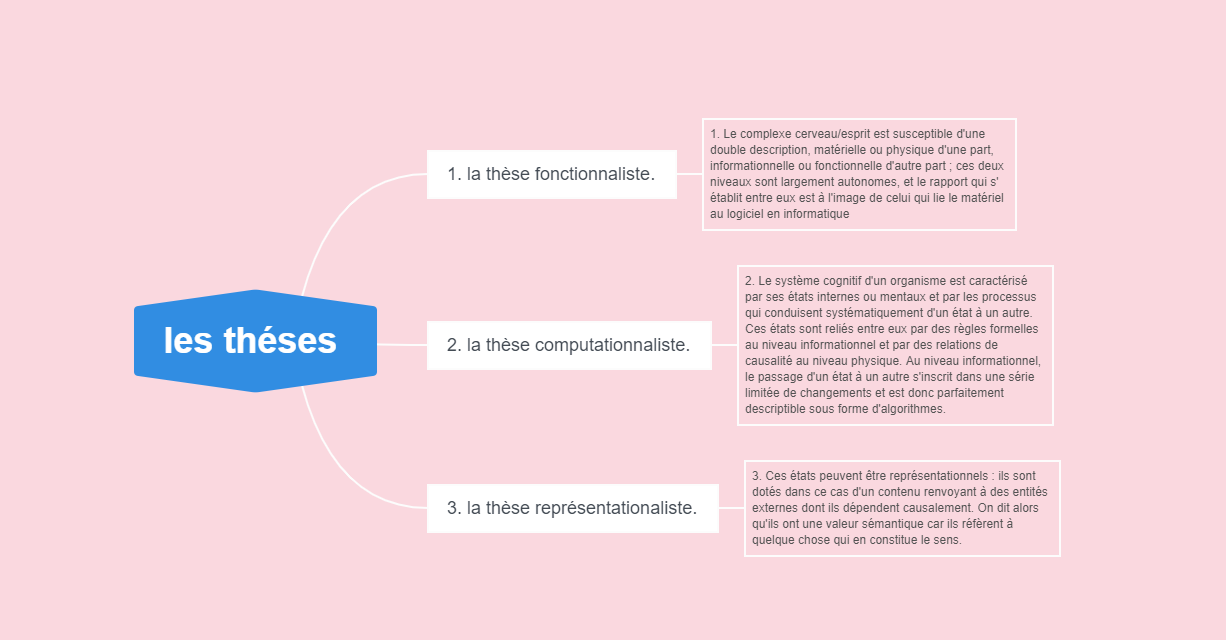 les théses
1. la thèse fonctionnaliste.
1. Le complexe cerveau/esprit est susceptible d'une
double description, matérielle ou physique d'une part,
informationnelle ou fonctionnelle d'autre part ; ces deux
niveaux sont largement autonomes, et le rapport qui s'
établit entre eux est à l'image de celui qui lie le matériel
au logiciel en informatique
2. la thèse computationnaliste.
2. Le système cognitif d'un organisme est caractérisé
par ses états internes ou mentaux et par les processus
qui conduisent systématiquement d'un état à un autre.
Ces états sont reliés entre eux par des règles formelles
au niveau informationnel et par des relations de
causalité au niveau physique. Au niveau informationnel,
le passage d'un état à un autre s'inscrit dans une série
limitée de changements et est donc parfaitement
descriptible sous forme d'algorithmes.
3. la thèse représentationaliste.
3. Ces états peuvent être représentationnels : ils sont
dotés dans ce cas d'un contenu renvoyant à des entités
externes dont ils dépendent causalement. On dit alors
qu'ils ont une valeur sémantique car ils réfèrent à
quelque chose qui en constitue le sens.